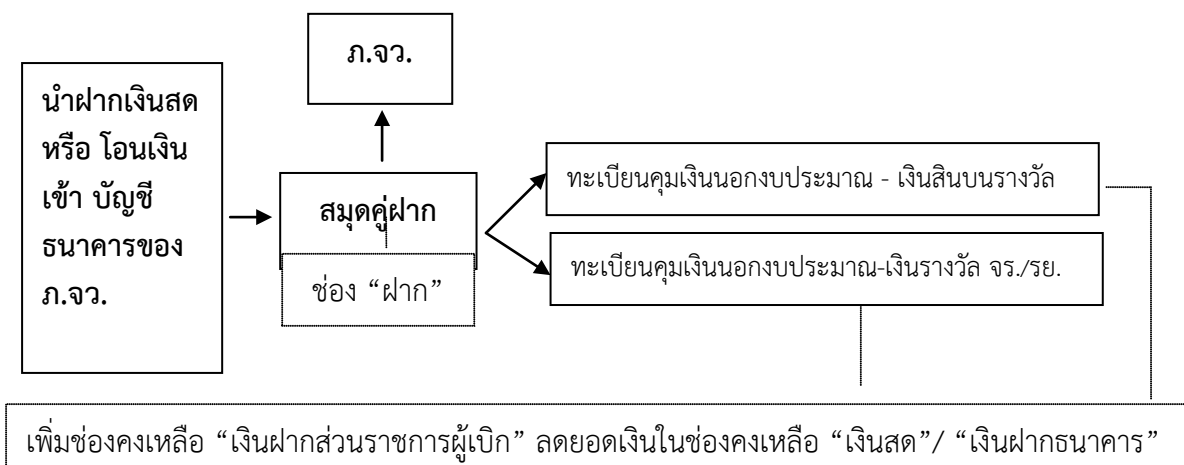 ภ.จว.
นำฝากเงินสด
หรือ โอนเงิน
เข้า บัญชี
ธนาคารของ
ภ.จว.
สมุดคู่ฝาก
ช่อง “ฝาก”
ทะเบียนคุมเงินนอกงบประมาณ - เงินสินบนรางวัล
ทะเบียนคุมเงินนอกงบประมาณ-เงินรางวัล จร./รย.
เพิ่มช่องคงเหลือ “เงินฝากส่วนราชการผู้เบิก” ลดยอดเงินในช่องคงเหลือ “เงินสด”/ “เงินฝากธนาคาร”